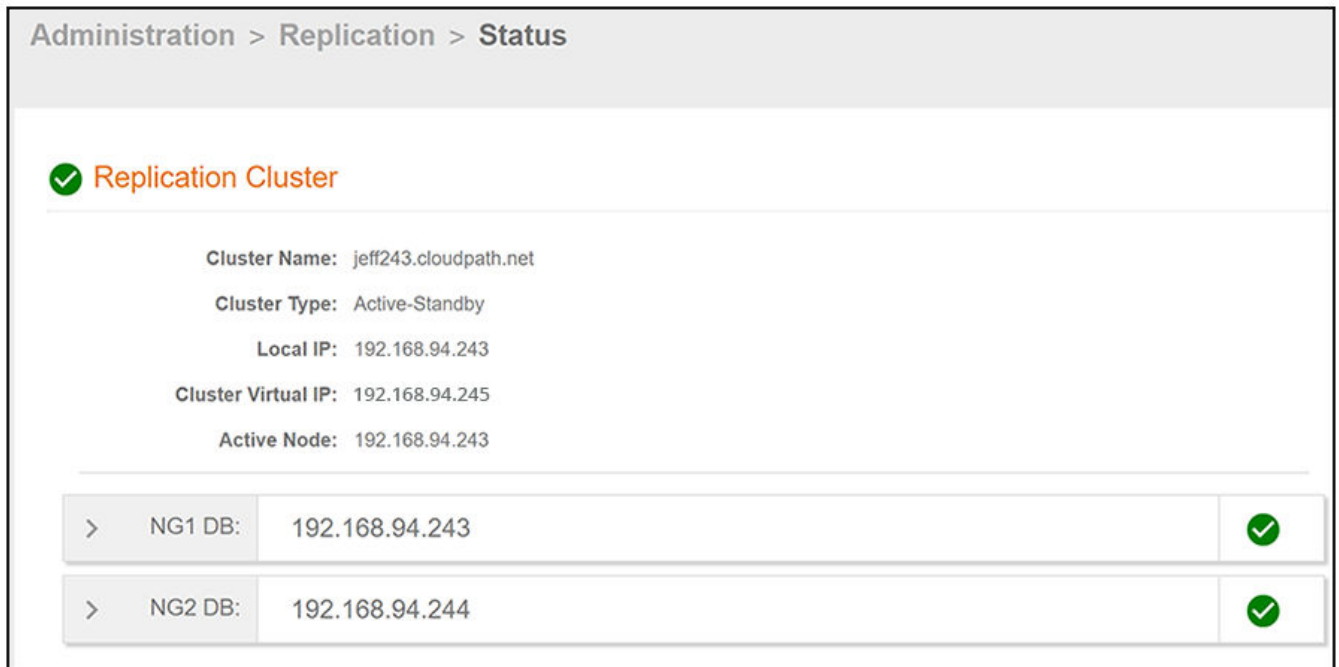 Administration > Replication > Status
Replication Cluster
Cluster Name: jeff243.cloudpath.net
Cluster Type: Active-Standby
Local IP: 192.168.94.243
Cluster Virtual IP: 192.168.94.245
Active Node: 192.168.94.243
> NG1 DB: 192.168.94.243
> NG2 DB: 192.168.94.244